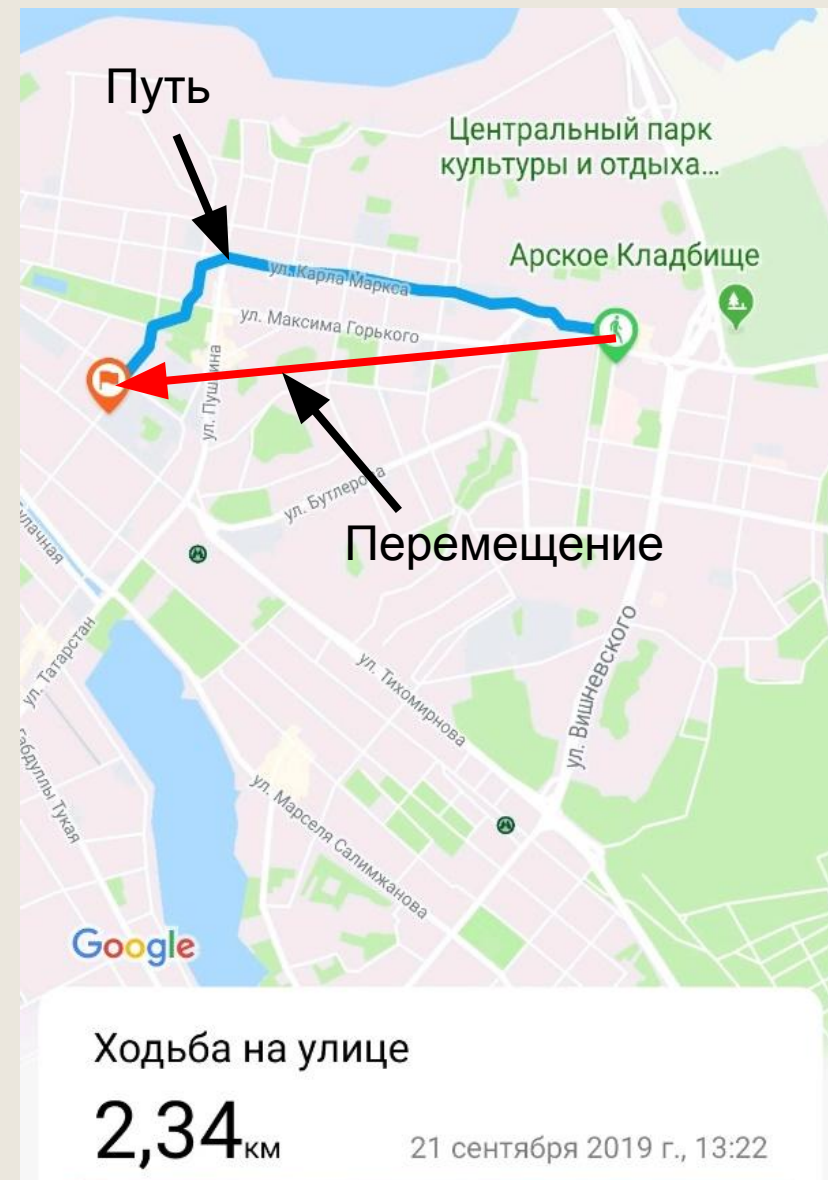 Путь
Центральный парк
культуры и отдыха...
Арское Кладбище
ул. Карла Маркса
ул. Максима Горького
ул. Пушкина
ул. Бутлерова
Перемещение
ул. Татарстан
ул. Тихомирнова
ул. Вишневского
ул. Марселя Салимжанова
Google
Ходьба на улице
2,34км
21 сентября 2019 г., 13:22